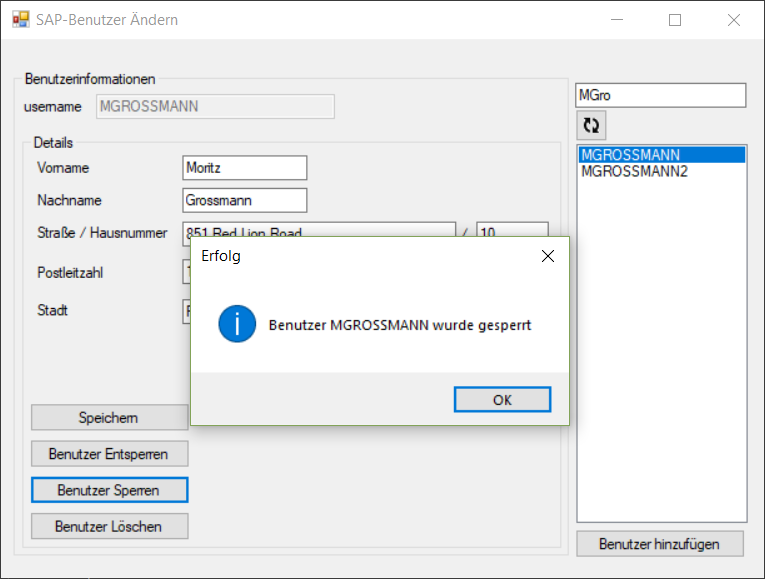 SAP-Benutzer Ändern
Benutzerinformationen
username MGROSSMANN
Details
Vorname Moritz
Nachname Grossmann
Straße / Hausnummer 851 Red Lion Road / 10
Postleitzahl
Stadt
Erfolg
Benutzer MGROSSMANN wurde gesperrt
OK
Speichern
Benutzer Entsperren
Benutzer Sperren
Benutzer Löschen
MGro
MGROSSMANN
MGROSSMANN2
Benutzer hinzufügen